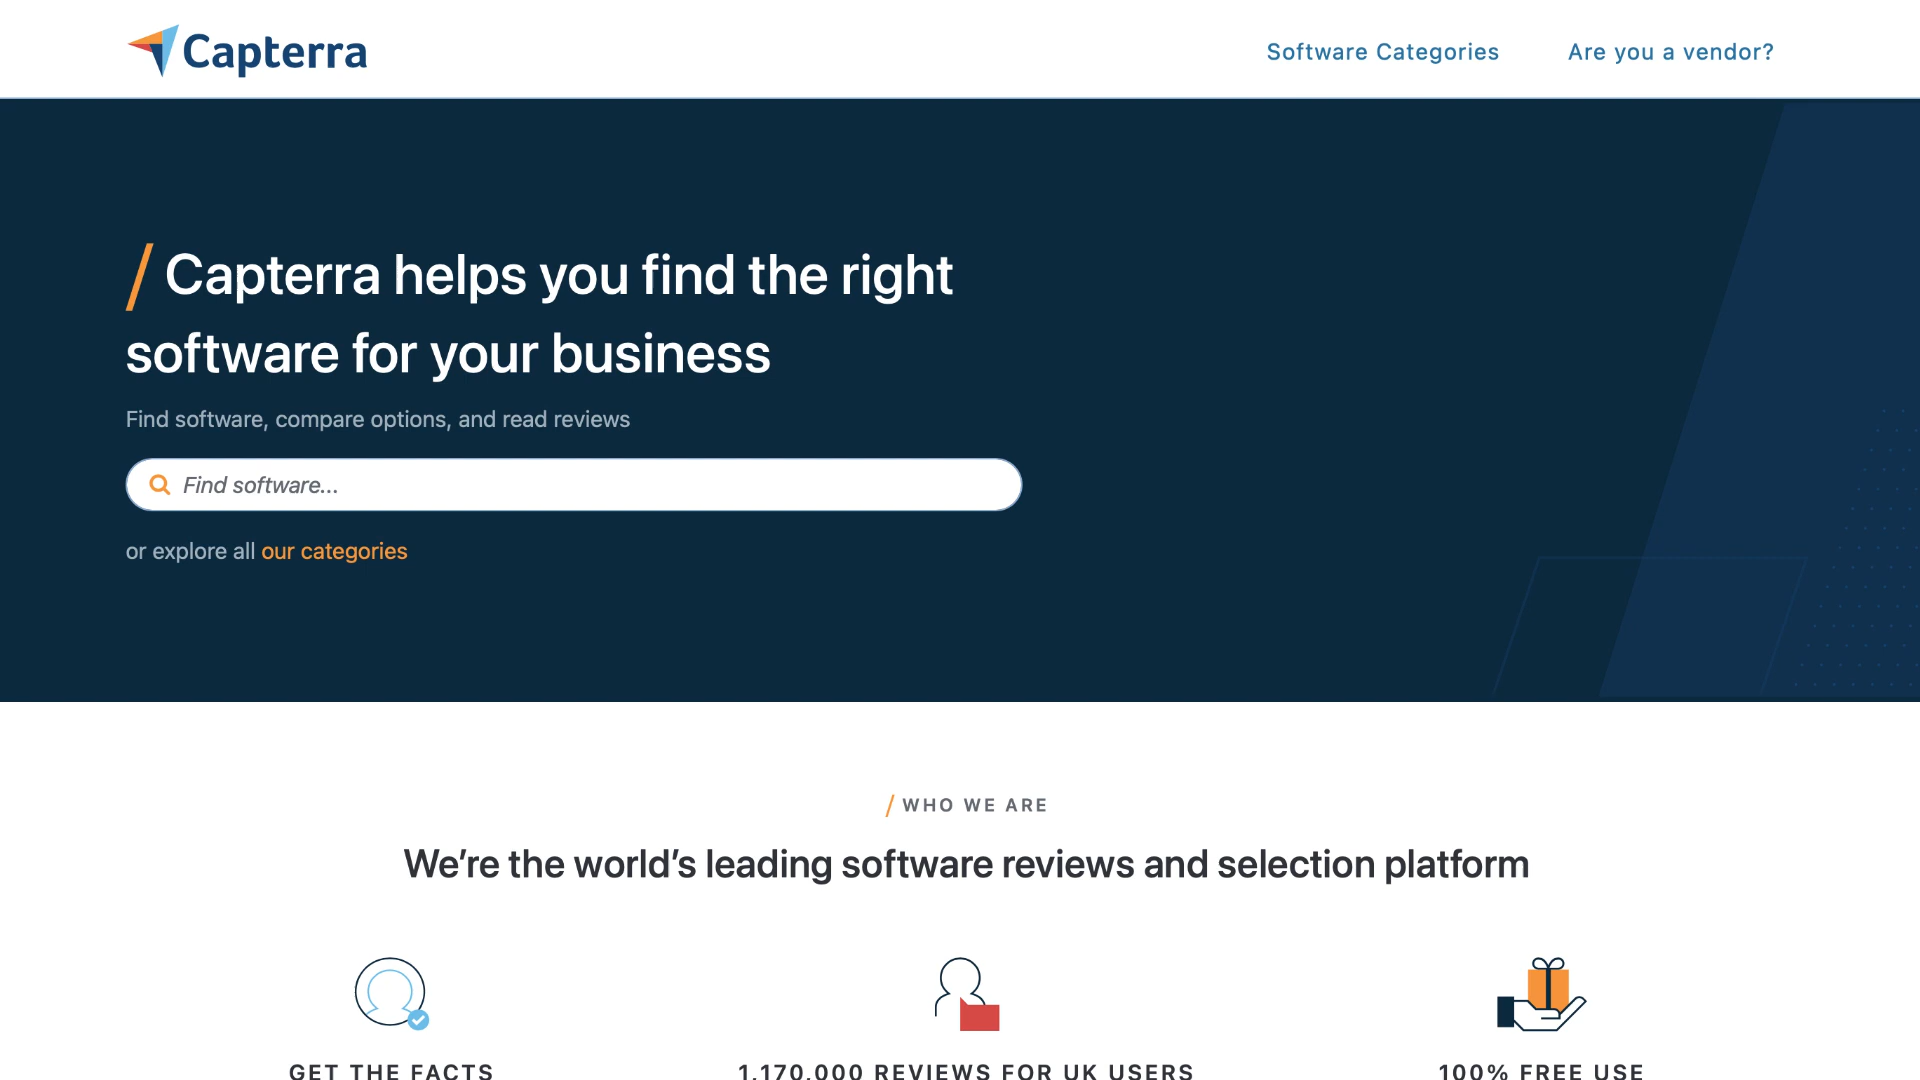 Capterra
Software Categories
Are you a vendor?
/ Capterra helps you find the right
software for your business
Find software, compare options, and read reviews
Find software...
or explore all our categories
/ WHO WE ARE
We’re the world’s leading software reviews and selection platform
GET THE FACTS
1,170,000 REVIEWS FOR UK USERS
100% FREE USE